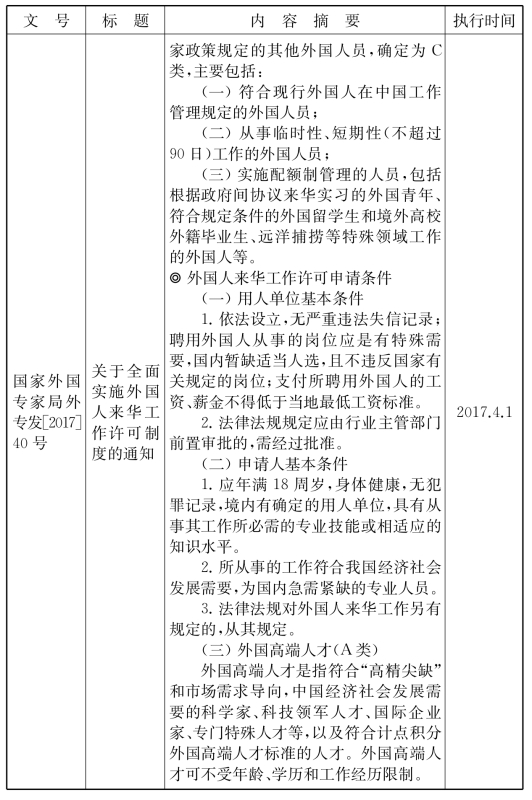 文 号 标 题 内 容 摘 要 执行时间
国家外国
专家局外
专发[2017]
40 号
关于全面
实施外国
人来华工
作许可制
度的通知
家政策规定的其他外国人员,确定为 C
类,主要包括:
(一) 符合现行外国人在中国工作
管理规定的外国人员;
(二) 从事临时性、短期性(不超过
90 日)工作的外国人员;
(三) 实施配额制管理的人员,包括
根据政府间协议来华实习的外国青年、
符合规定条件的外国留学生和境外高校
外籍毕业生、远洋捕捞等特殊领域工作
的外国人等。
◎ 外国人来华工作许可申请条件
(一) 用人单位基本条件
1. 依法设立,无严重违法失信记录;
聘用外国人从事的岗位应是有特殊需
要,国内暂缺适当人选,且不违反国家有
关规定的岗位;支付所聘用外国人的工
资、薪金不得低于当地最低工资标准。
2. 法律法规规定应由行业主管部门
前置审批的,需经过批准。
(二) 申请人基本条件
1. 应年满 18 周岁,身体健康,无犯
罪记录,境内有确定的用人单位,具有从
事其工作所必需的专业技能或相适应的
知识水平。
2. 所从事的工作符合我国经济社会
发展需要,为国内急需紧缺的专业人员。
3. 法律法规对外国人来华工作另有
规定的,从其规定。
(三) 外国高端人才(A 类)
外国高端人才是指符合“高精尖缺”
和市场需求导向,中国经济社会发展需
要的科学家、科技领军人才、国际企业
家、专门特殊人才等,以及符合计点积分
外国高端人才标准的人才。外国高端人
才可不受年龄、学历和工作经历限制。
2017.4.1